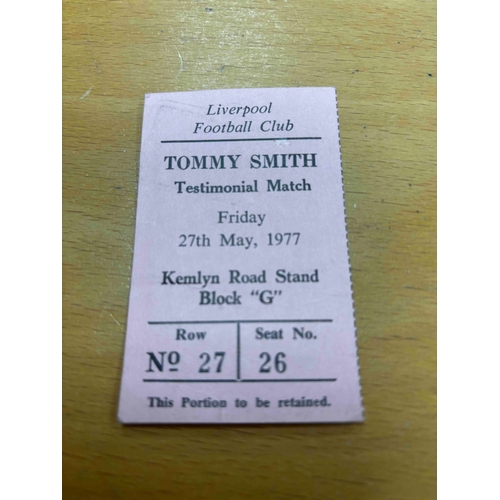 Liverpool
Football Club
TOMMY SMITH
Testimonial Match
Friday
27th May, 1977
Kemlyn Road Stand
Block "G"
Row Seat No.
Nº 27 26
This Portion to be retained.